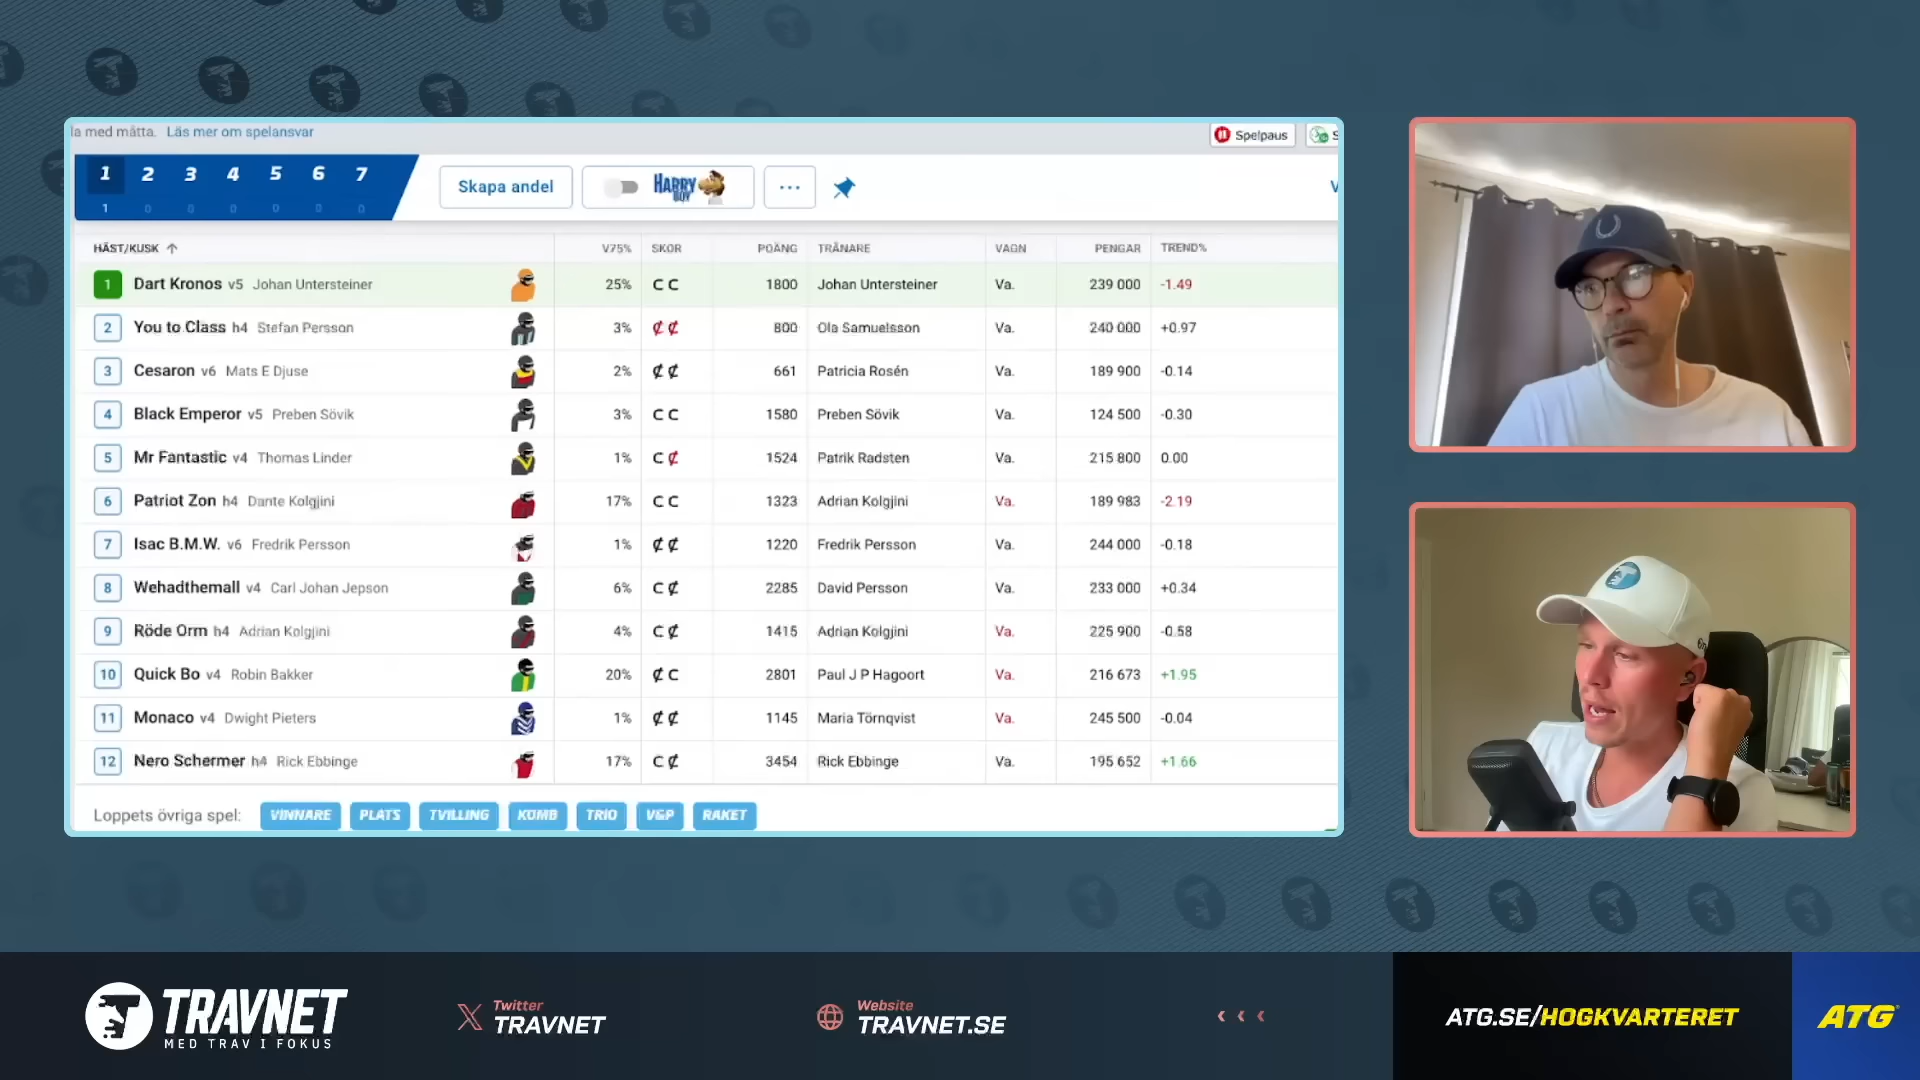 la med måtta. Läs mer om spelansvar
Spelpaus S
1 2 3 4 5 6 7
1 0 0 0 0 0 0
Skapa andel HARRY BOY ... V
HÄST/KUSK ↑ V75% SKOR POÄNG TRÄNARE VAGN PENGAR TREND%
1 Dart Kronos v5 Johan Untersteiner 25% C C 1800 Johan Untersteiner Va. 239 000 -1.49
2 You to Class h4 Stefan Persson 3% ₵ ₵ 800 Ola Samuelsson Va. 240 000 +0.97
3 Cesaron v6 Mats E Djuse 2% ₵ ₵ 661 Patricia Rosén Va. 189 900 -0.14
4 Black Emperor v5 Preben Sövik 3% C C 1580 Preben Sövik Va. 124 500 -0.30
5 Mr Fantastic v4 Thomas Linder 1% C ₵ 1524 Patrik Radsten Va. 215 800 0.00
6 Patriot Zon h4 Dante Kolgjini 17% C C 1323 Adrian Kolgjini Va. 189 983 -2.19
7 Isac B.M.W. v6 Fredrik Persson 1% ₵ ₵ 1220 Fredrik Persson Va. 244 000 -0.18
8 Wehadthemall v4 Carl Johan Jepson 6% C ₵ 2285 David Persson Va. 233 000 +0.34
9 Röde Orm h4 Adrian Kolgjini 4% C ₵ 1415 Adrian Kolgjini Va. 225 900 -0.58
10 Quick Bo v4 Robin Bakker 20% ₵ C 2801 Paul J P Hagoort Va. 216 673 +1.95
11 Monaco v4 Dwight Pieters 1% ₵ ₵ 1145 Maria Törnqvist Va. 245 500 -0.04
12 Nero Schermer h4 Rick Ebbinge 17% C ₵ 3454 Rick Ebbinge Va. 195 652 +1.66
Loppets övriga spel: VINNARE PLATS TVILLING KOMB TRIO V&P RAKET
TRAVNET
MED TRAV I FOKUS
Twitter
TRAVNET
Website
TRAVNET.SE
ATG.SE/HOGKVARTERET
ATG